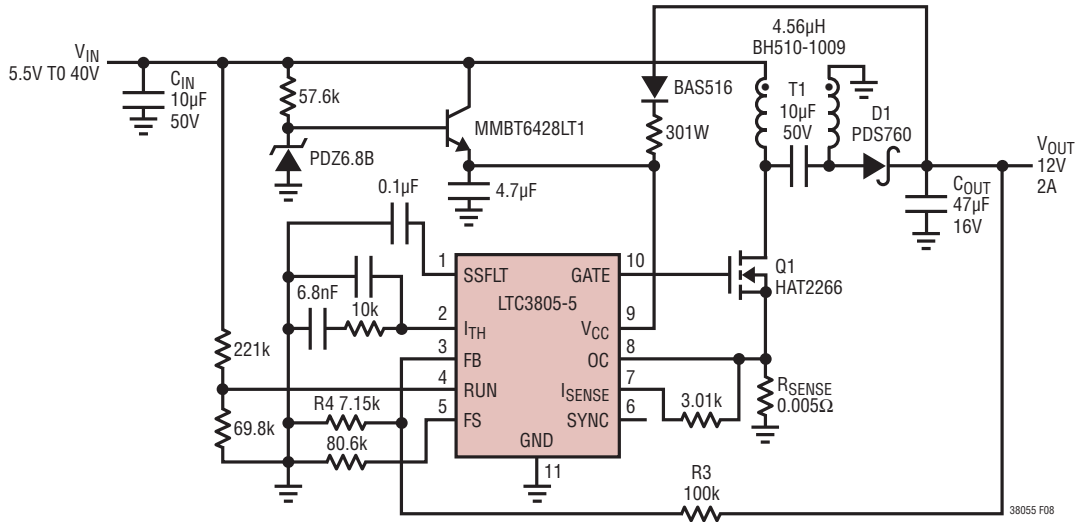 V_IN
5.5V T0 40V
C_IN
10µF
50V
57.6k
PDZ6.8B
MMBT6428LT1
4.7µF
BAS516
301W
4.56µH
BH510-1009
T1
10µF
50V
D1
PDS760
V_OUT
12V
2A
C_OUT
47µF
16V
Q1
HAT2266
0.1µF
6.8nF
10k
221k
69.8k
R4 7.15k
80.6k
1
2
3
4
5
SSFLT
I_TH
FB
RUN
FS
LTC3805-5
GATE
V_CC
OC
I_SENSE
SYNC
GND
10
9
8
7
6
11
3.01k
R_SENSE
0.005Ω
R3
100k
38055 F08